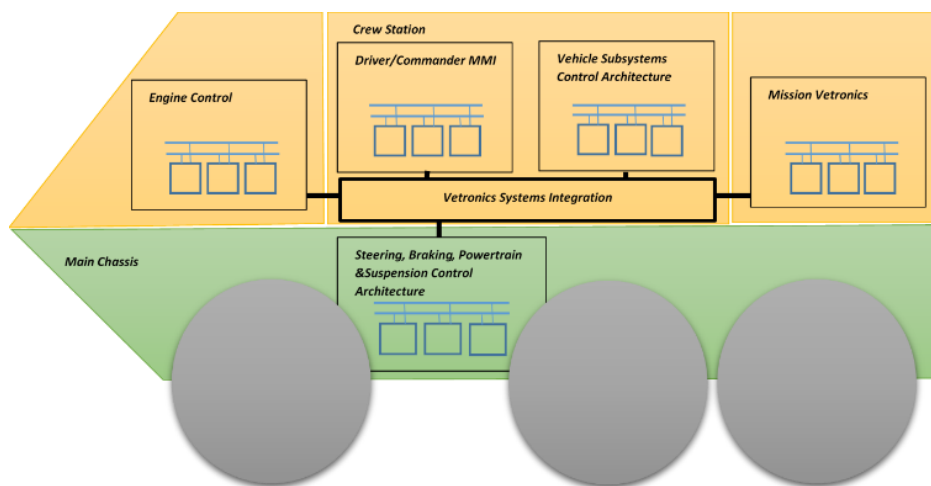 Crew Station
Driver/Commander MMI
Vehicle Subsystems
Control Architecture
Engine Control
Mission Vetronics
Vetronics Systems Integration
Main Chassis
Steering, Braking, Powertrain
&Suspension Control
Architecture